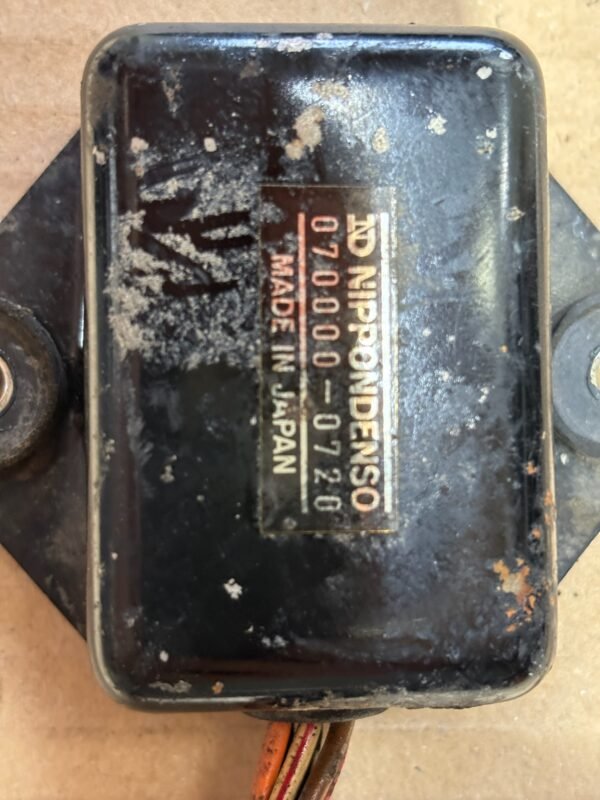 ND NIPPONDENSO
070000-0720
MADE IN JAPAN